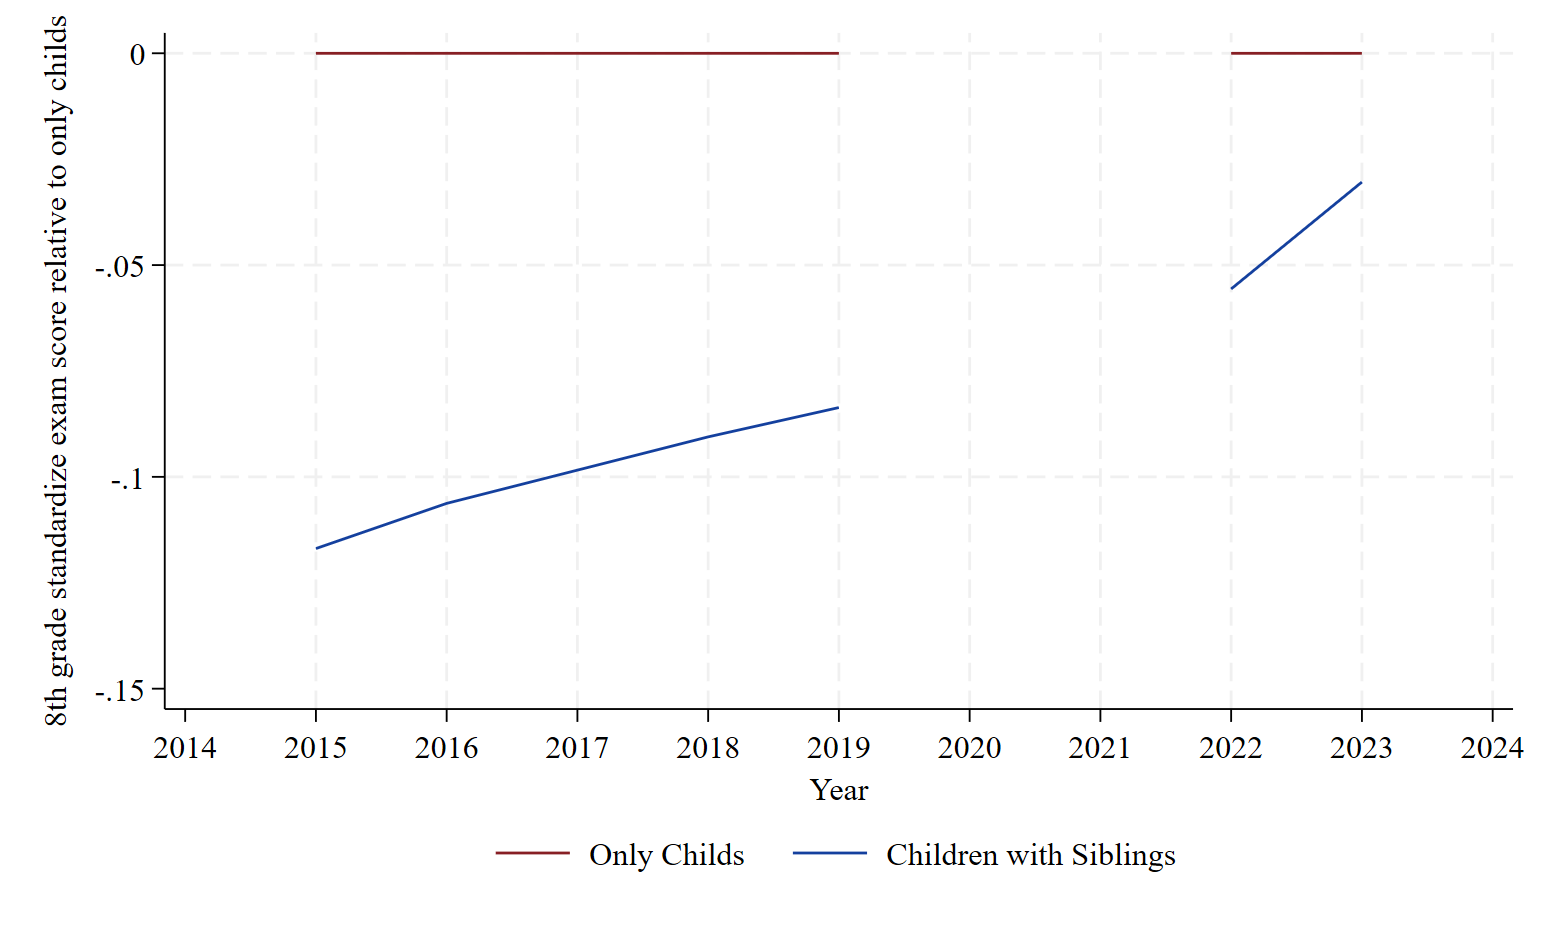 8th grade standardize exam score relative to only childs
0
-.05
-.1
-.15
2014 2015 2016 2017 2018 2019 2020 2021 2022 2023 2024
Year
Only Childs Children with Siblings